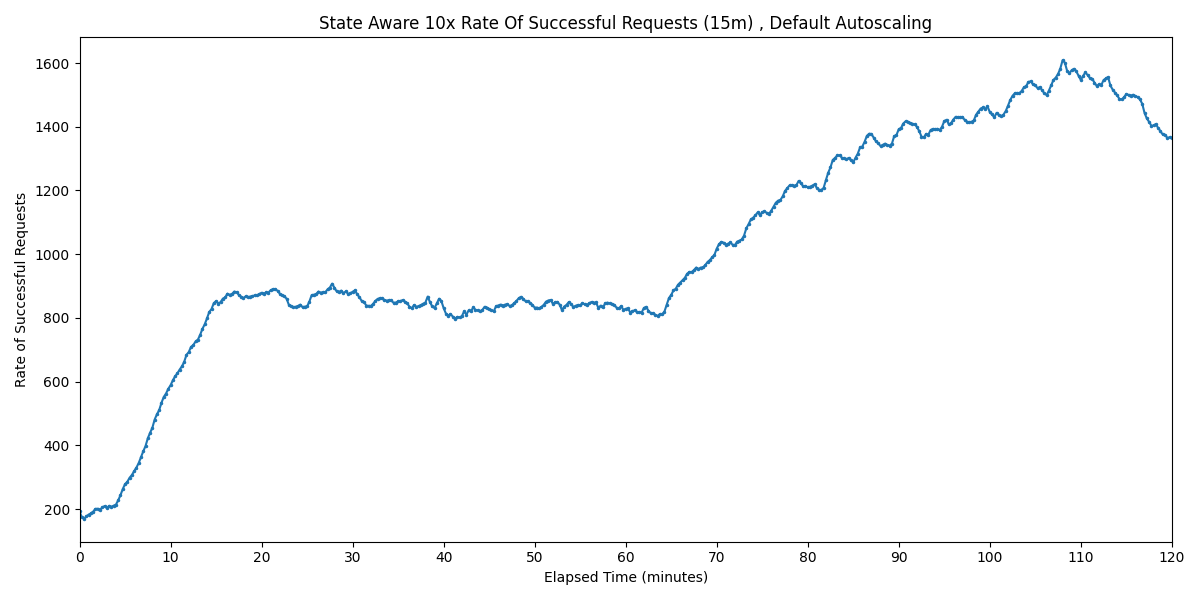 State Aware 10x Rate Of Successful Requests (15m) , Default Autoscaling
Rate of Successful Requests
1600
1400
1200
1000
800
600
400
200
0 10 20 30 40 50 60 70 80 90 100 110 120
Elapsed Time (minutes)